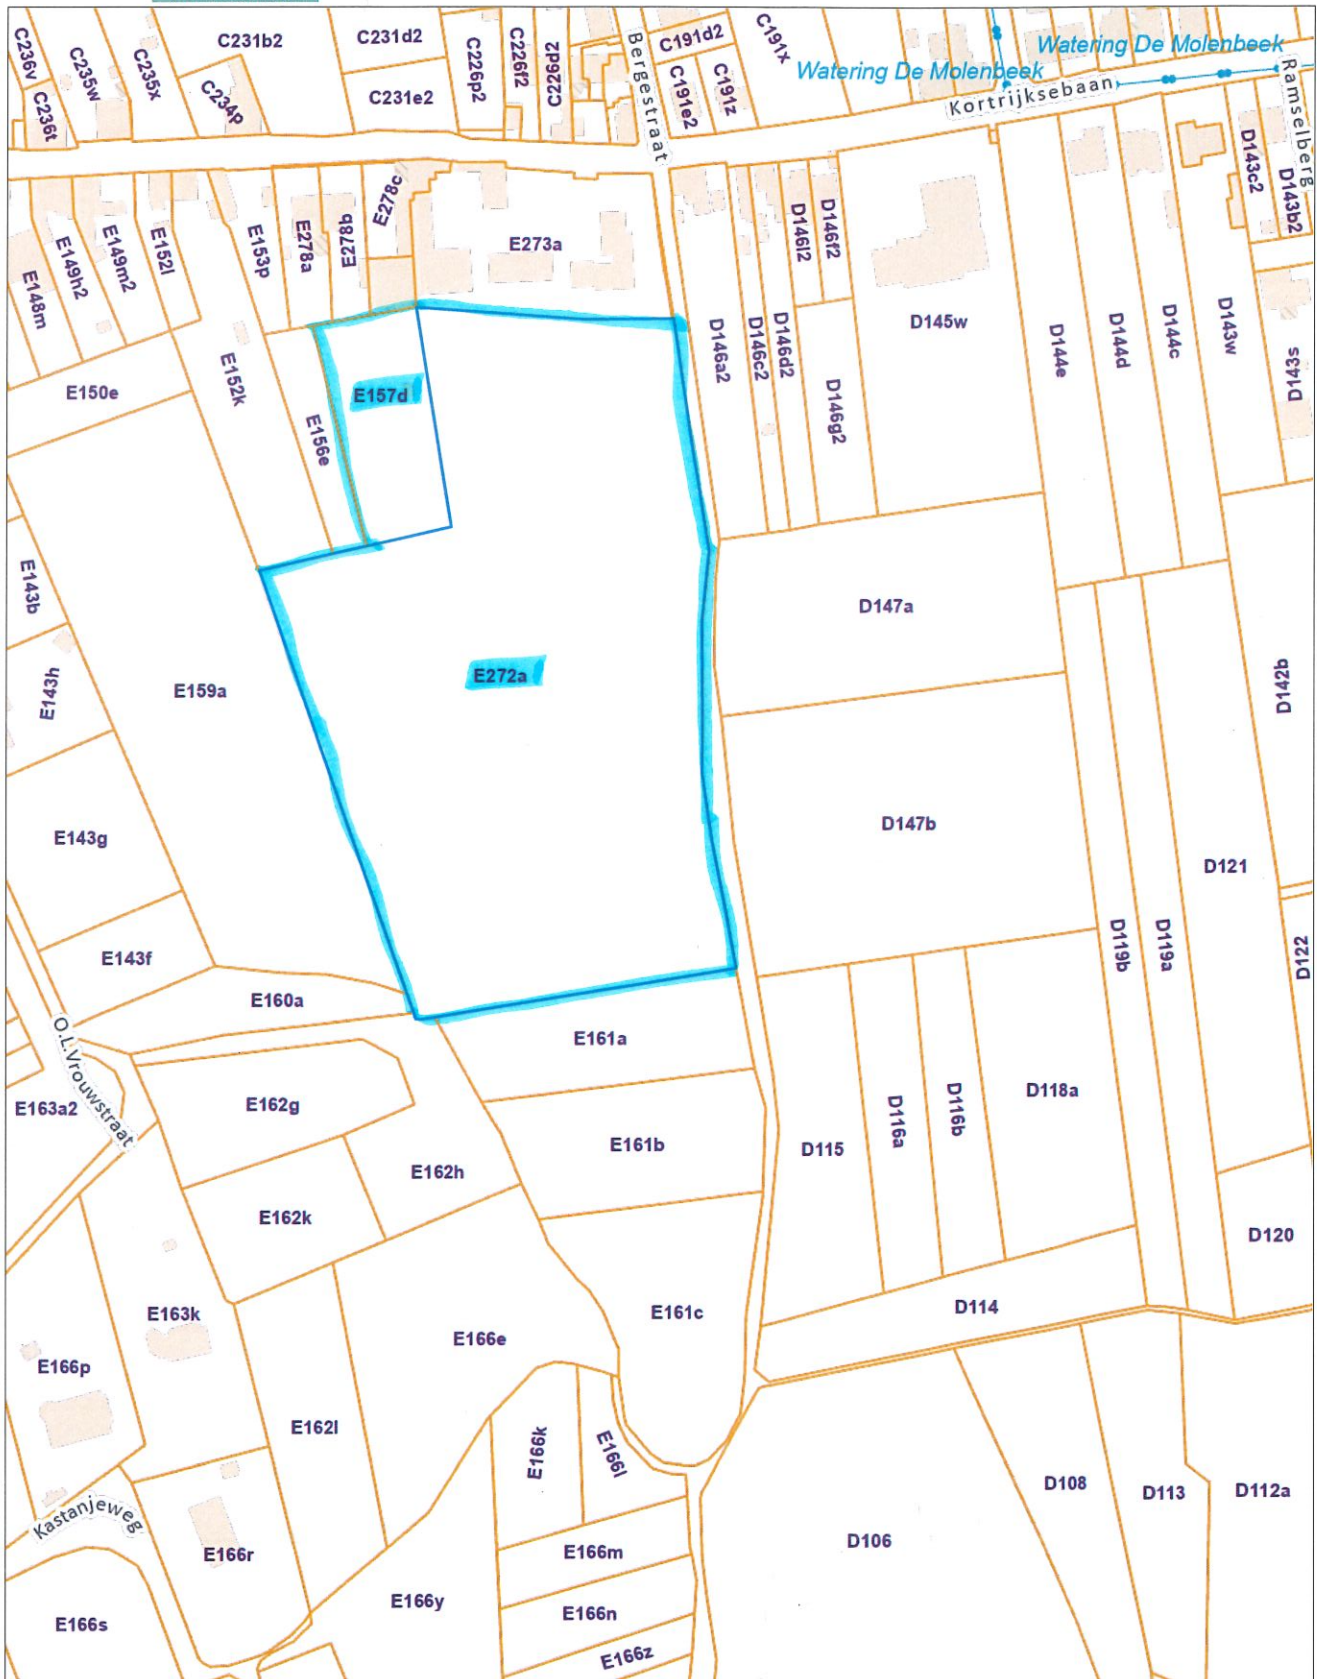 C236v
C235w
C235x
C231b2
C231d2
C226p2
C226f2
C226d2
Bergestraat
C191d2
C191x
Watering De Molenbeek
Watering De Molenbeek
C236t
C234p
C231e2
C191e2
C191z
Kortrijksebaan
Ramselberg
E148m
E149h2
E149m2
E152l
E153p
E278a
E278b
E278c
E273a
D146l2
D146f2
D143c2
D143b2
E150e
E152k
E156e
E157d
D146a2
D146c2
D146d2
D146g2
D145w
D144e
D144d
D144c
D143w
D143s
E143b
E143h
E159a
E272a
D147a
D142b
E143g
D147b
D121
E143f
E160a
D119b
D119a
D122
O.L.Vrouwstraat
E161a
E163a2
E162g
D115
D116a
D116b
D118a
E162h
E161b
E162k
D120
E163k
E166e
E161c
D114
E166p
E162l
E166k
E166l
D108
D113
D112a
Kastanjeweg
E166r
E166m
D106
E166y
E166n
E166s
E166z